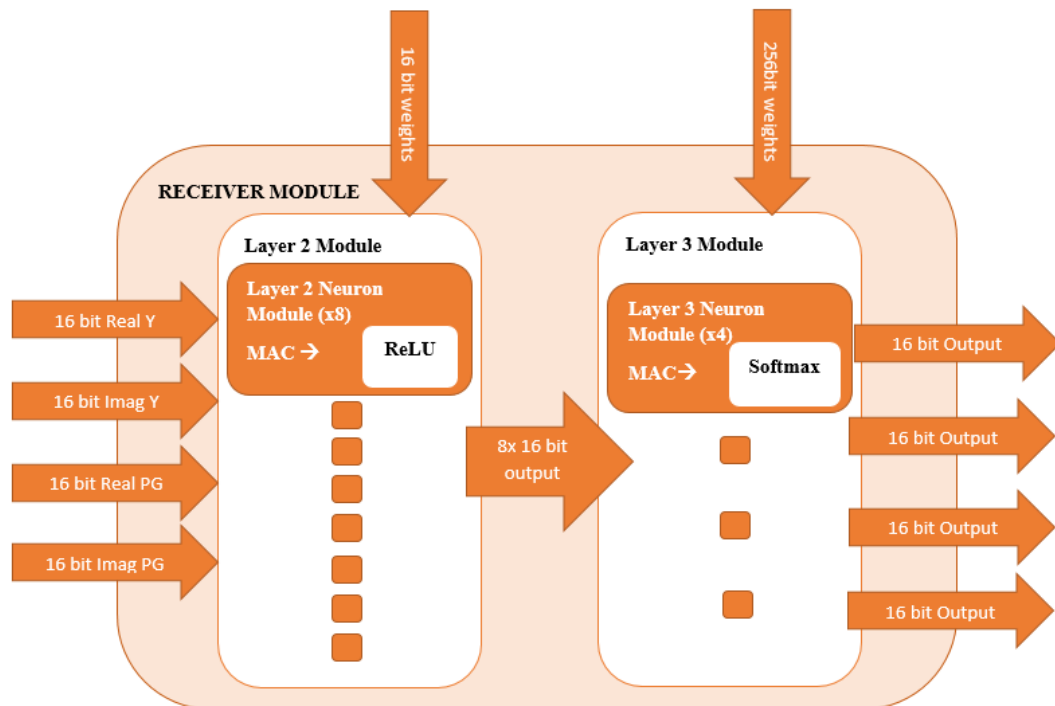 16 bit weights
256bit weights
RECEIVER MODULE
Layer 2 Module
Layer 2 Neuron
Module (x8)
MAC →
ReLU
16 bit Real Y
16 bit Imag Y
16 bit Real PG
16 bit Imag PG
8x 16 bit
output
Layer 3 Module
Layer 3 Neuron
Module (x4)
MAC→
Softmax
16 bit Output
16 bit Output
16 bit Output
16 bit Output